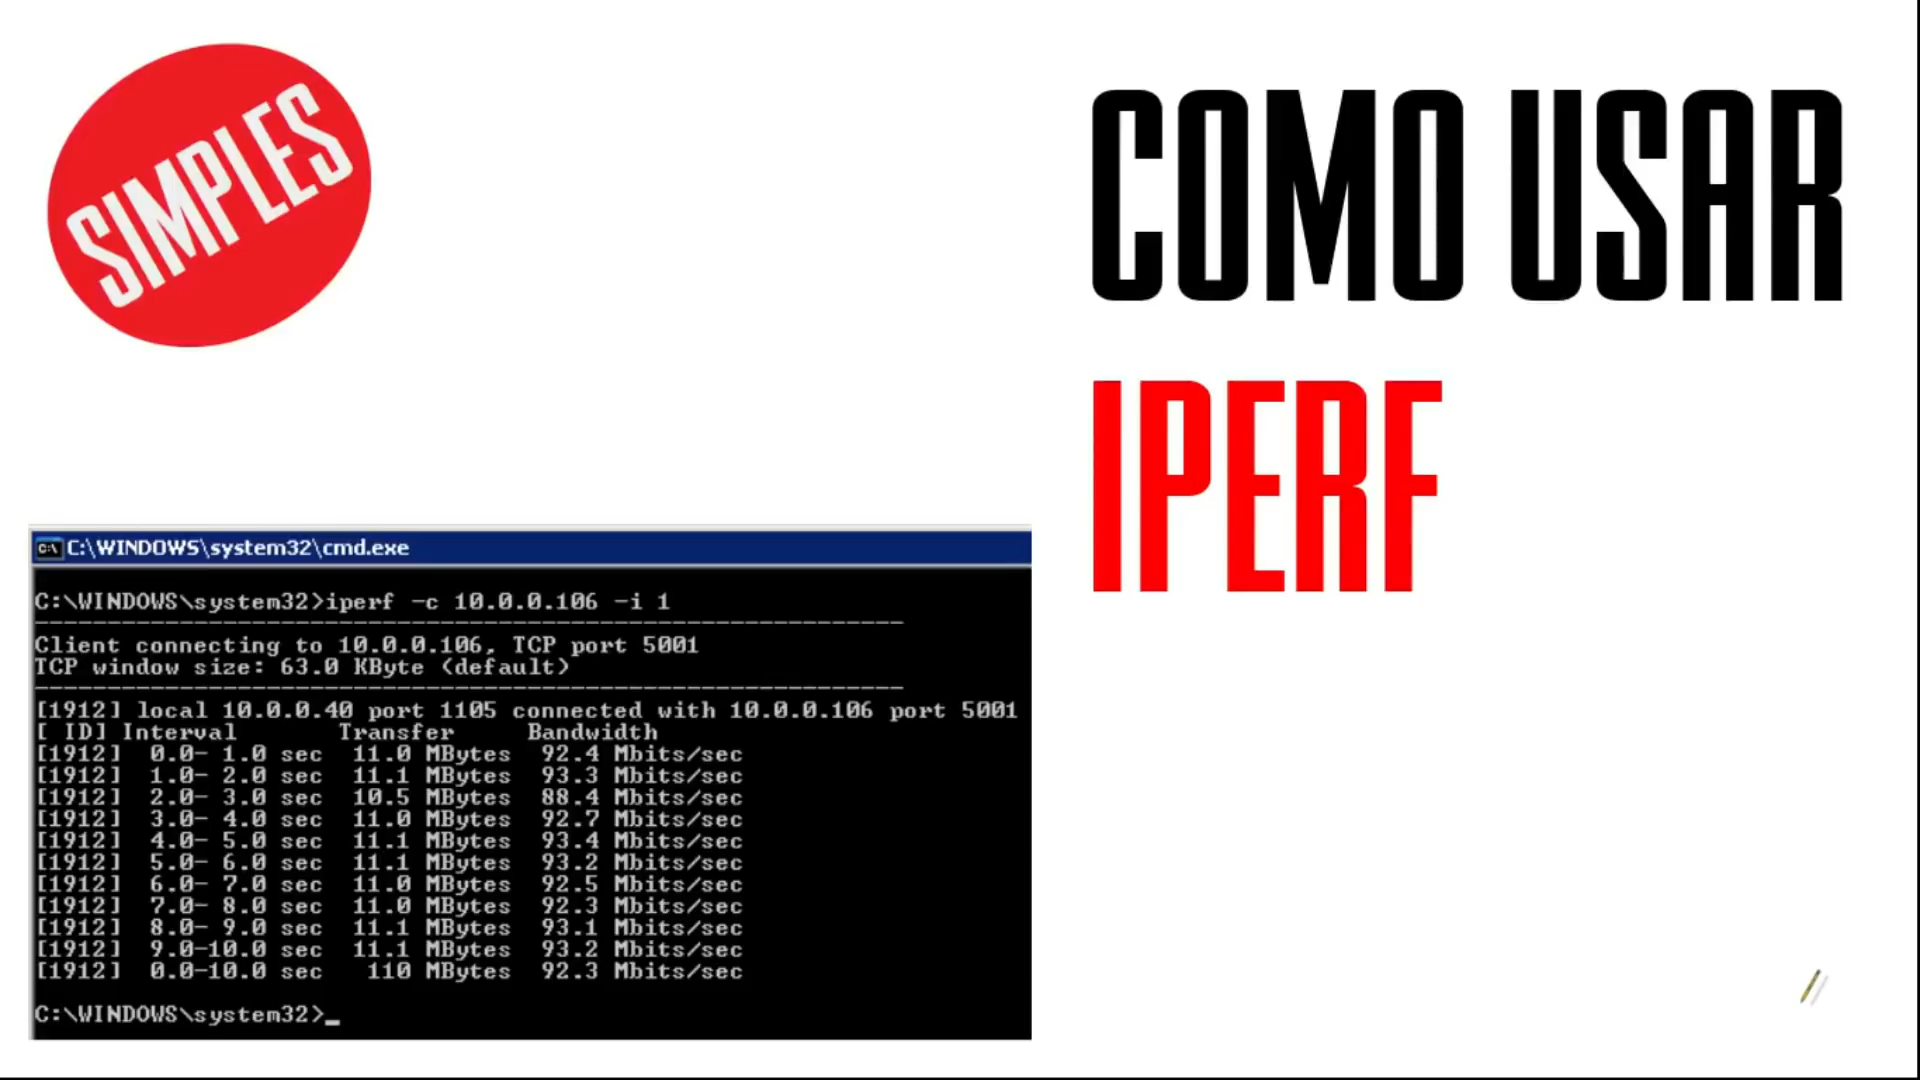 SIMPLES
COMO USAR
IPERF
C:\WINDOWS\system32\cmd.exe
C:\WINDOWS\system32>iperf -c 10.0.0.106 -i 1
------------------------------------------------------------
Client connecting to 10.0.0.106, TCP port 5001
TCP window size: 63.0 KByte (default)
------------------------------------------------------------
[1912] local 10.0.0.40 port 1105 connected with 10.0.0.106 port 5001
[ ID] Interval       Transfer     Bandwidth
[1912]  0.0- 1.0 sec  11.0 MBytes  92.4 Mbits/sec
[1912]  1.0- 2.0 sec  11.1 MBytes  93.3 Mbits/sec
[1912]  2.0- 3.0 sec  10.5 MBytes  88.4 Mbits/sec
[1912]  3.0- 4.0 sec  11.0 MBytes  92.7 Mbits/sec
[1912]  4.0- 5.0 sec  11.1 MBytes  93.4 Mbits/sec
[1912]  5.0- 6.0 sec  11.1 MBytes  93.2 Mbits/sec
[1912]  6.0- 7.0 sec  11.0 MBytes  92.5 Mbits/sec
[1912]  7.0- 8.0 sec  11.0 MBytes  92.3 Mbits/sec
[1912]  8.0- 9.0 sec  11.1 MBytes  93.1 Mbits/sec
[1912]  9.0-10.0 sec  11.1 MBytes  93.2 Mbits/sec
[1912]  0.0-10.0 sec   110 MBytes  92.3 Mbits/sec
C:\WINDOWS\system32>_